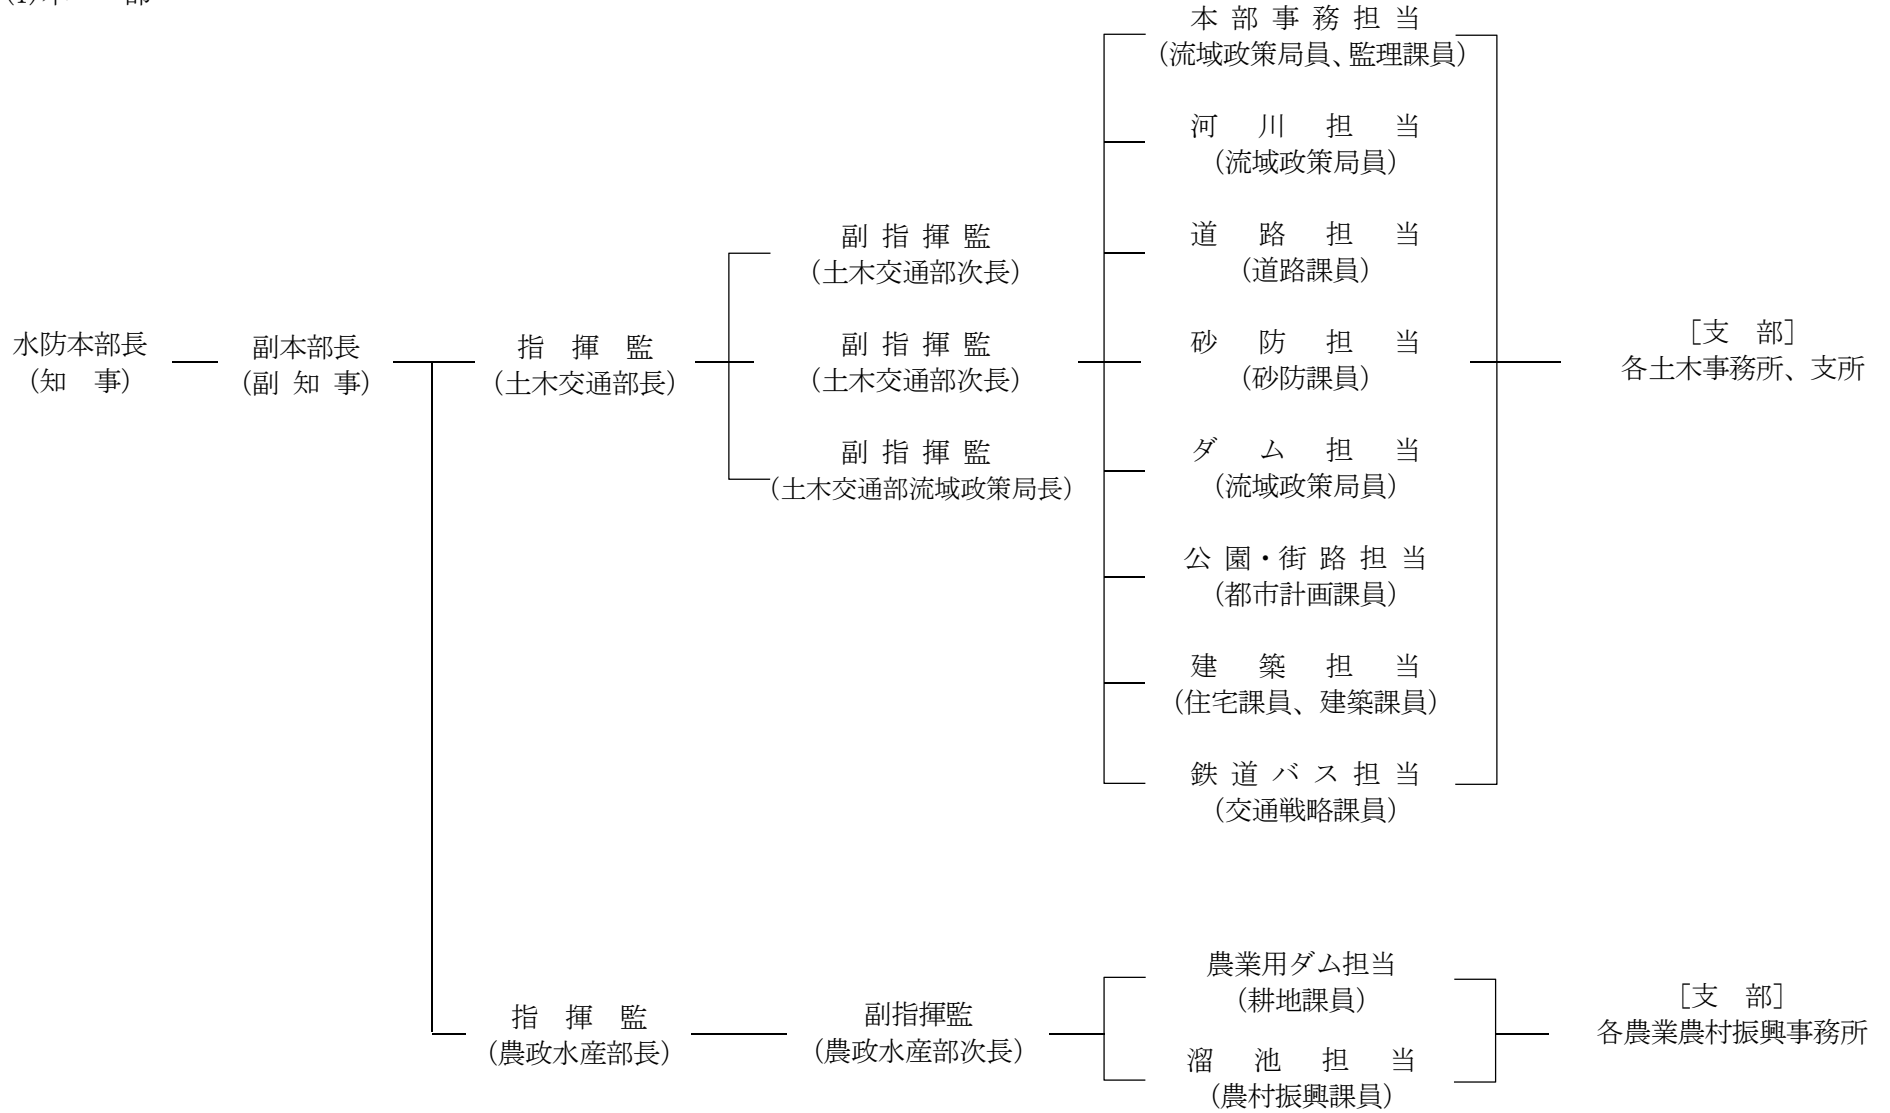 水防本部長
(知　事)
副本部長
(副 知 事)
指　揮　監
(土木交通部長)
副 指 揮 監
(土木交通部次長)
副 指 揮 監
(土木交通部次長)
副 指 揮 監
(土木交通部流域政策局長)
本 部 事 務 担 当
(流域政策局員、監理課員)
河　川　担　当
(流域政策局員)
道　路　担　当
(道路課員)
砂　防　担　当
(砂防課員)
ダ　ム　担　当
(流域政策局員)
公 園・街 路 担 当
(都市計画課員)
建　築　担　当
(住宅課員、建築課員)
鉄 道 バ ス 担 当
(交通戦略課員)
[支　部]
各土木事務所、支所
指　揮　監
(農政水産部長)
副指揮監
(農政水産部次長)
農業用ダム担当
(耕地課員)
溜　池　担　当
(農村振興課員)
[支　部]
各農業農村振興事務所